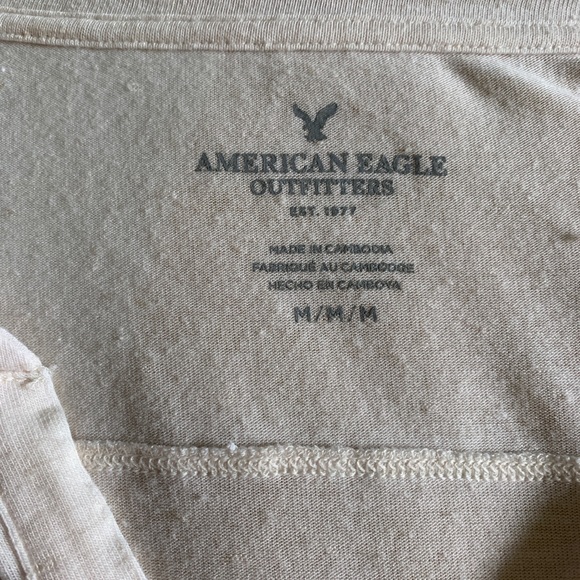 AMERICAN EAGLE
OUTFITTERS
EST. 1977
MADE IN CAMBODIA
FABRIQUÉ AU CAMBODGE
HECHO EN CAMBOYA
M/M/M